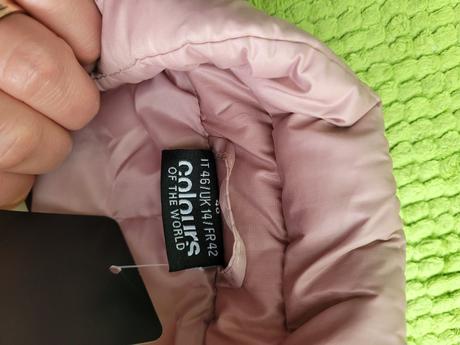 IT 46/UK 14/FR 42
colours
OF THE WORLD